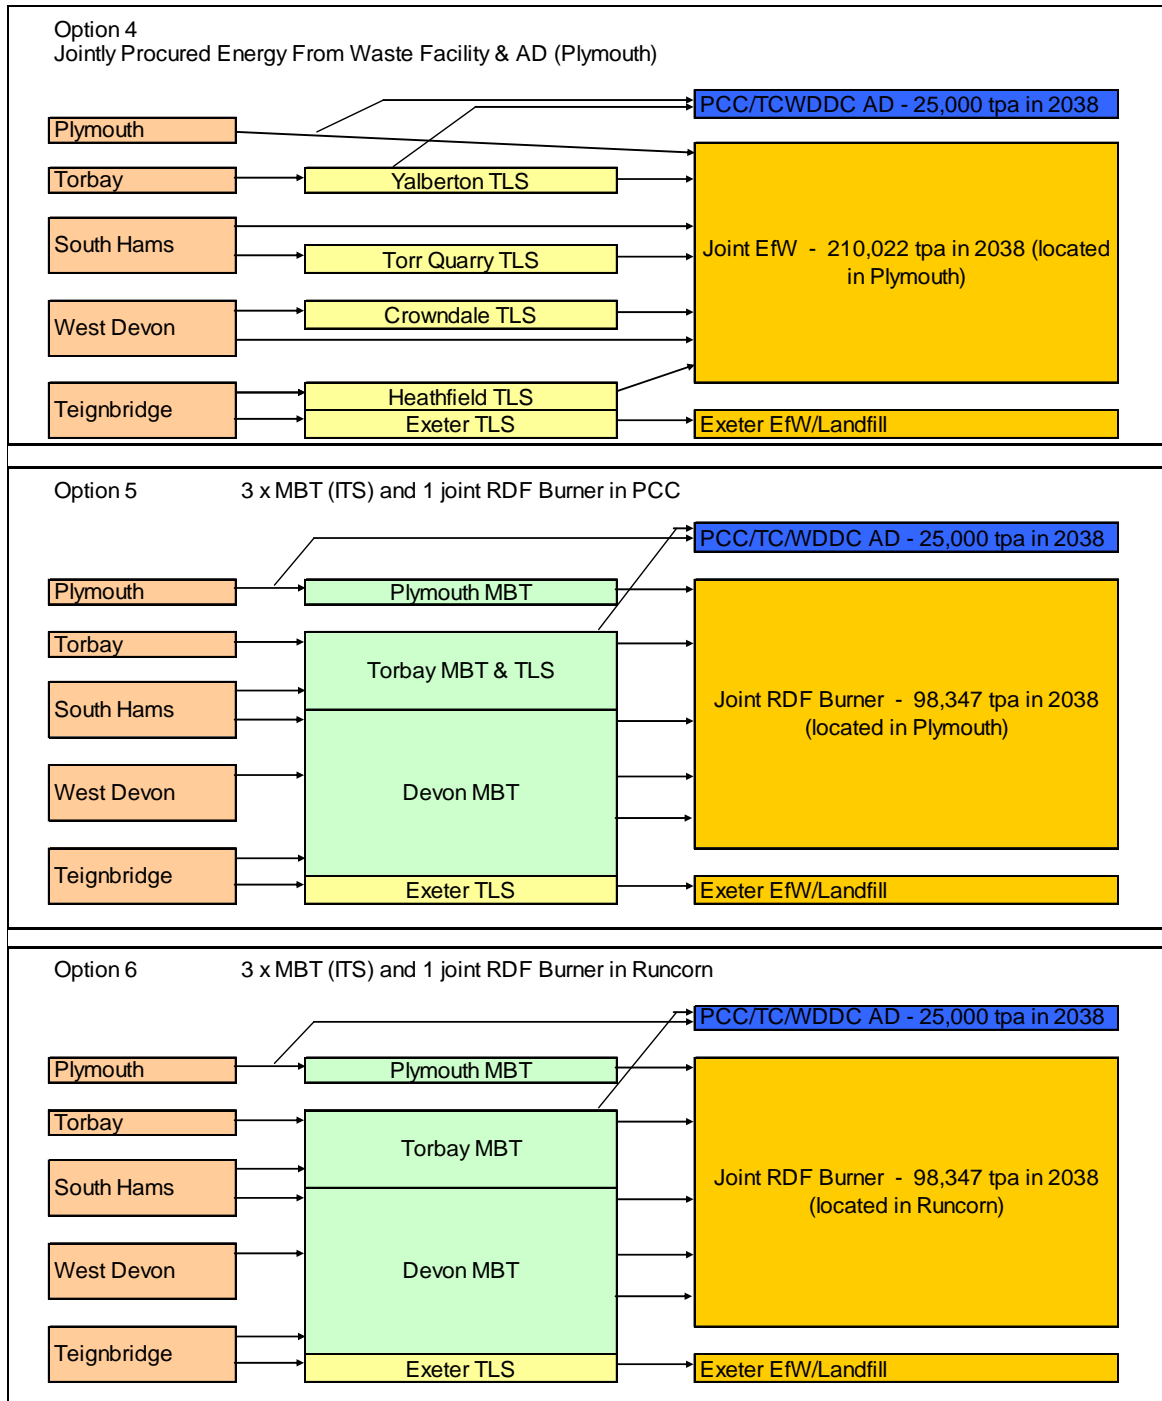 Option 4
Jointly Procured Energy From Waste Facility & AD (Plymouth)
PCC/TCWDDC AD - 25,000 tpa in 2038
Plymouth
Torbay
Yalberton TLS
South Hams
Torr Quarry TLS
Joint EfW - 210,022 tpa in 2038 (located
in Plymouth)
West Devon
Crowndale TLS
Teignbridge
Heathfield TLS
Exeter TLS
Exeter EfW/Landfill
Option 5
3 x MBT (ITS) and 1 joint RDF Burner in PCC
PCC/TC/WDDC AD - 25,000 tpa in 2038
Plymouth
Plymouth MBT
Torbay
Torbay MBT & TLS
South Hams
Joint RDF Burner - 98,347 tpa in 2038
(located in Plymouth)
West Devon
Devon MBT
Teignbridge
Exeter TLS
Exeter EfW/Landfill
Option 6
3 x MBT (ITS) and 1 joint RDF Burner in Runcorn
PCC/TC/WDDC AD - 25,000 tpa in 2038
Plymouth
Plymouth MBT
Torbay
Torbay MBT
South Hams
Joint RDF Burner - 98,347 tpa in 2038
(located in Runcorn)
West Devon
Devon MBT
Teignbridge
Exeter TLS
Exeter EfW/Landfill